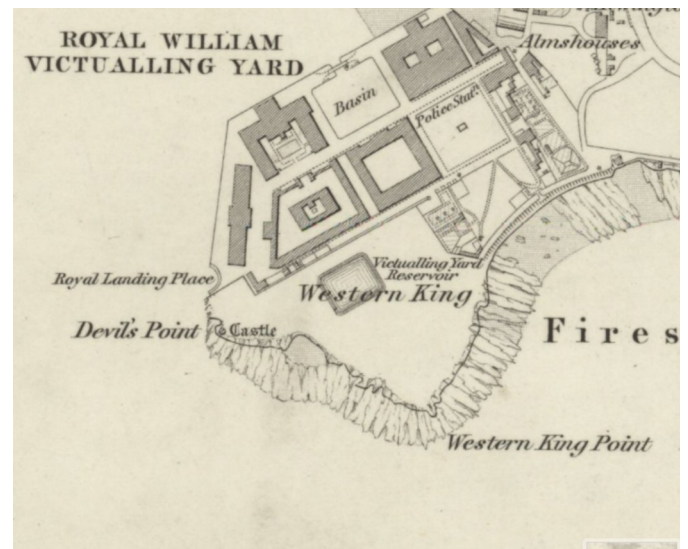 ROYAL WILLIAM
VICTUALLING YARD
Almshouses
Basin
Police Statn.
Royal Landing Place
Victualling Yard
Reservoir
Western King
Devil's Point
Castle
Fires
Western King Point